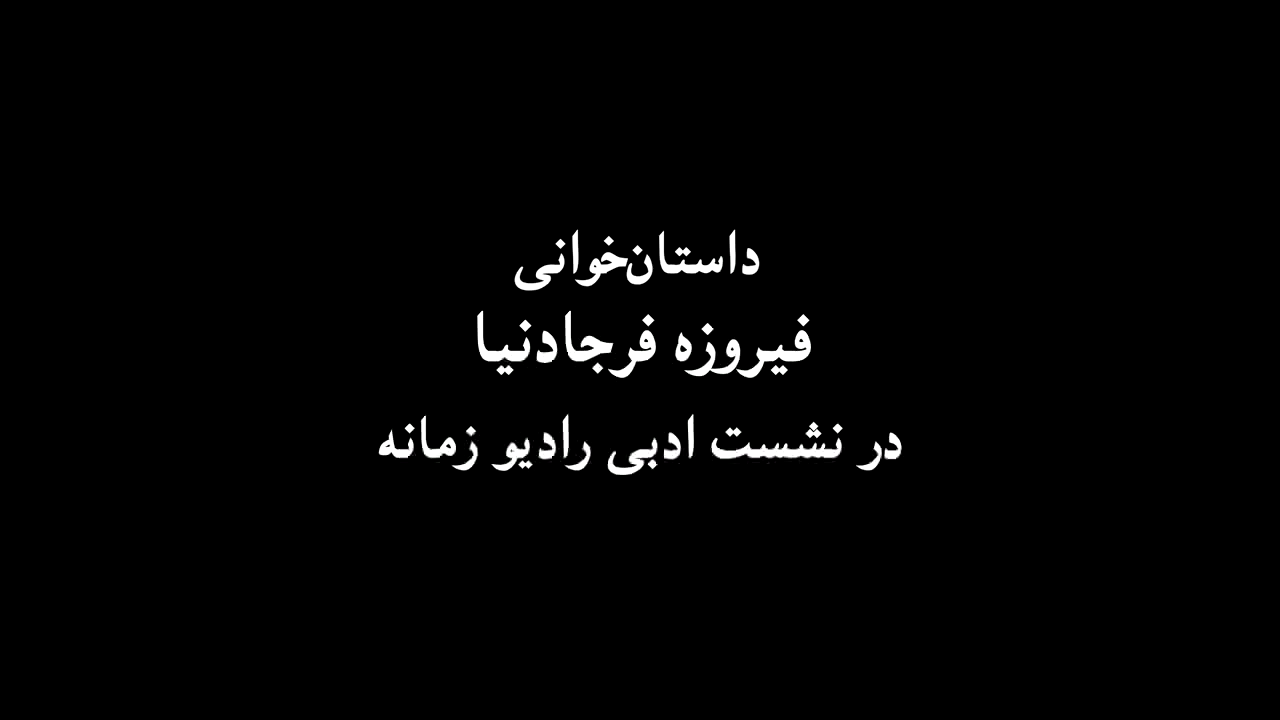 داستان‌خوانی
فیروزه فرجادنیا
در نشست ادبی رادیو زمانه